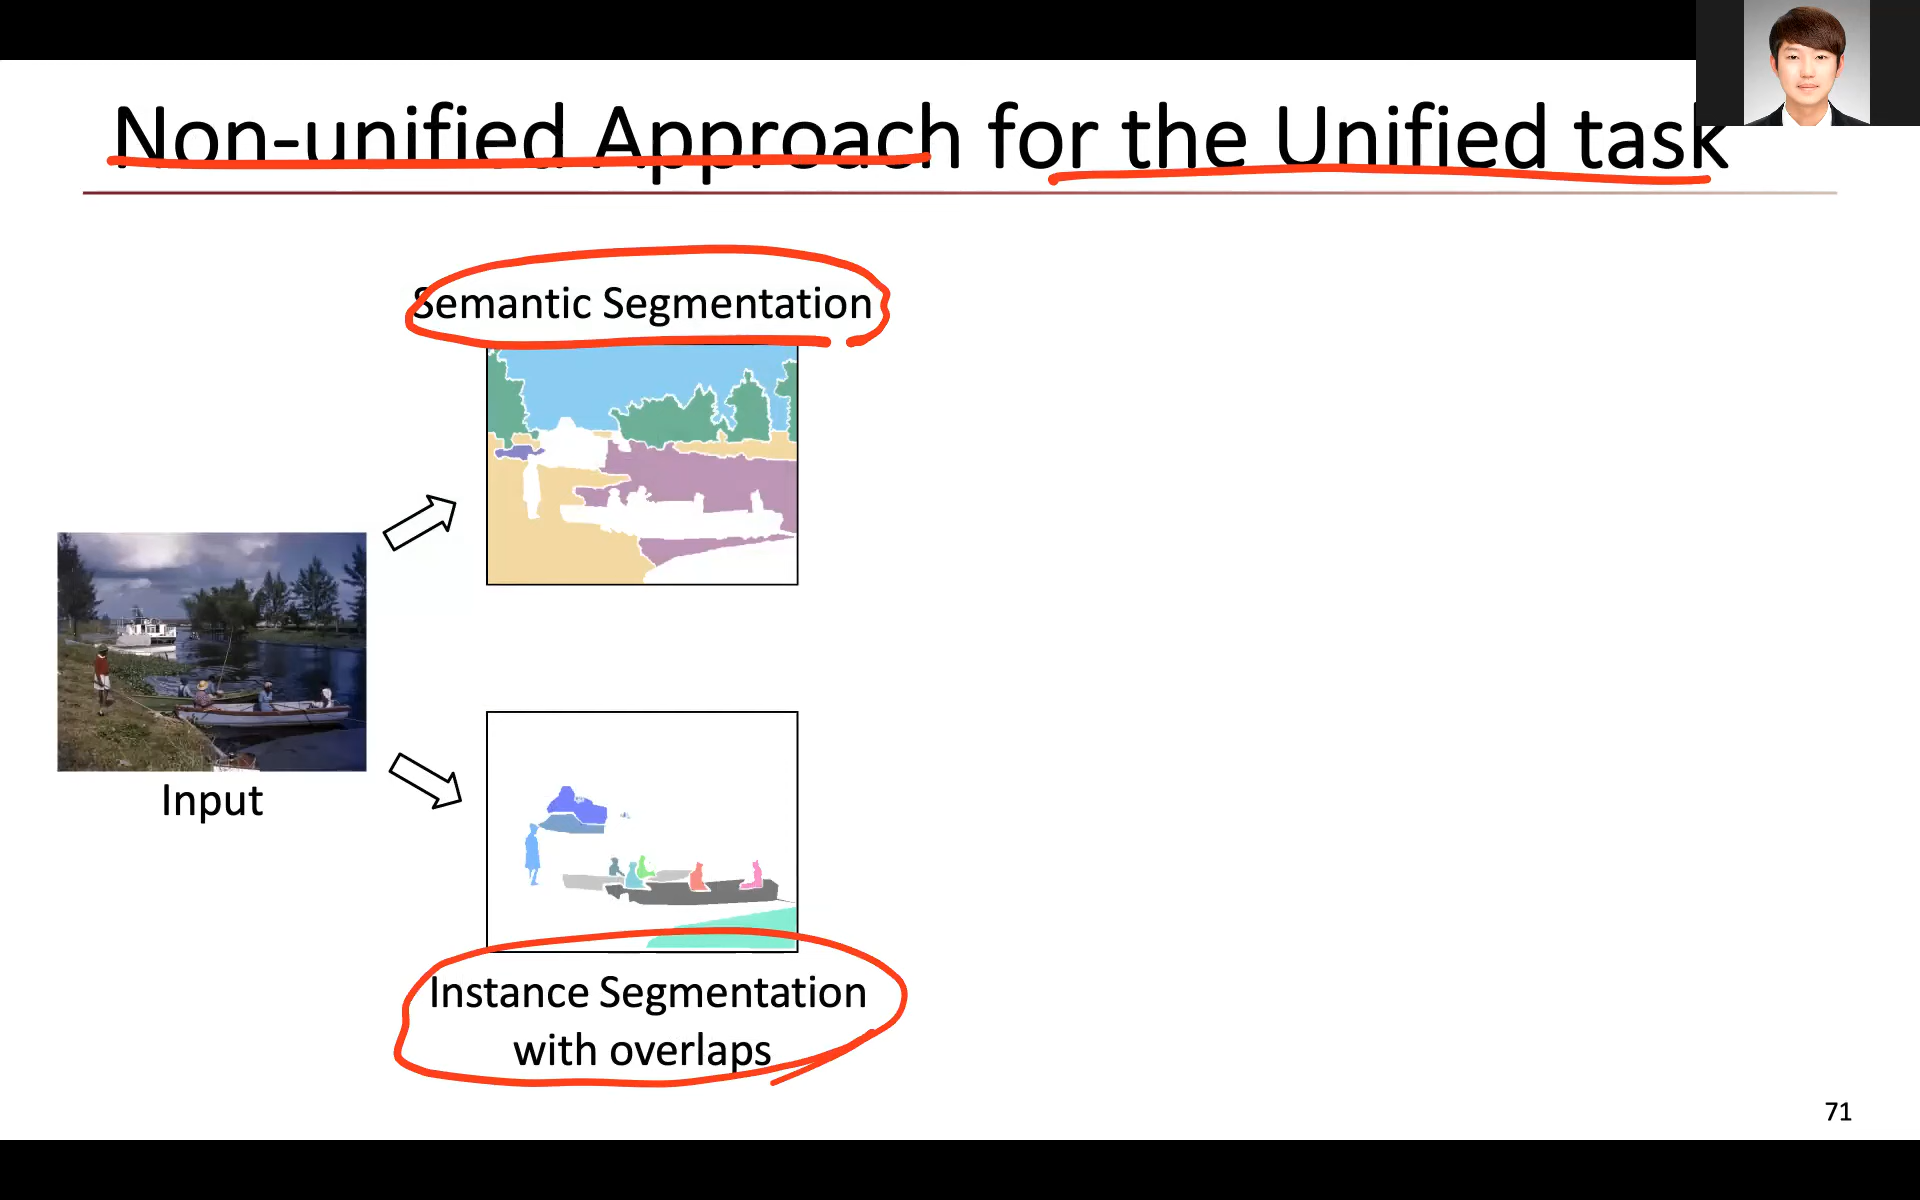 Non-unified Approach for the Unified task
Semantic Segmentation
Input
Instance Segmentation
with overlaps
71